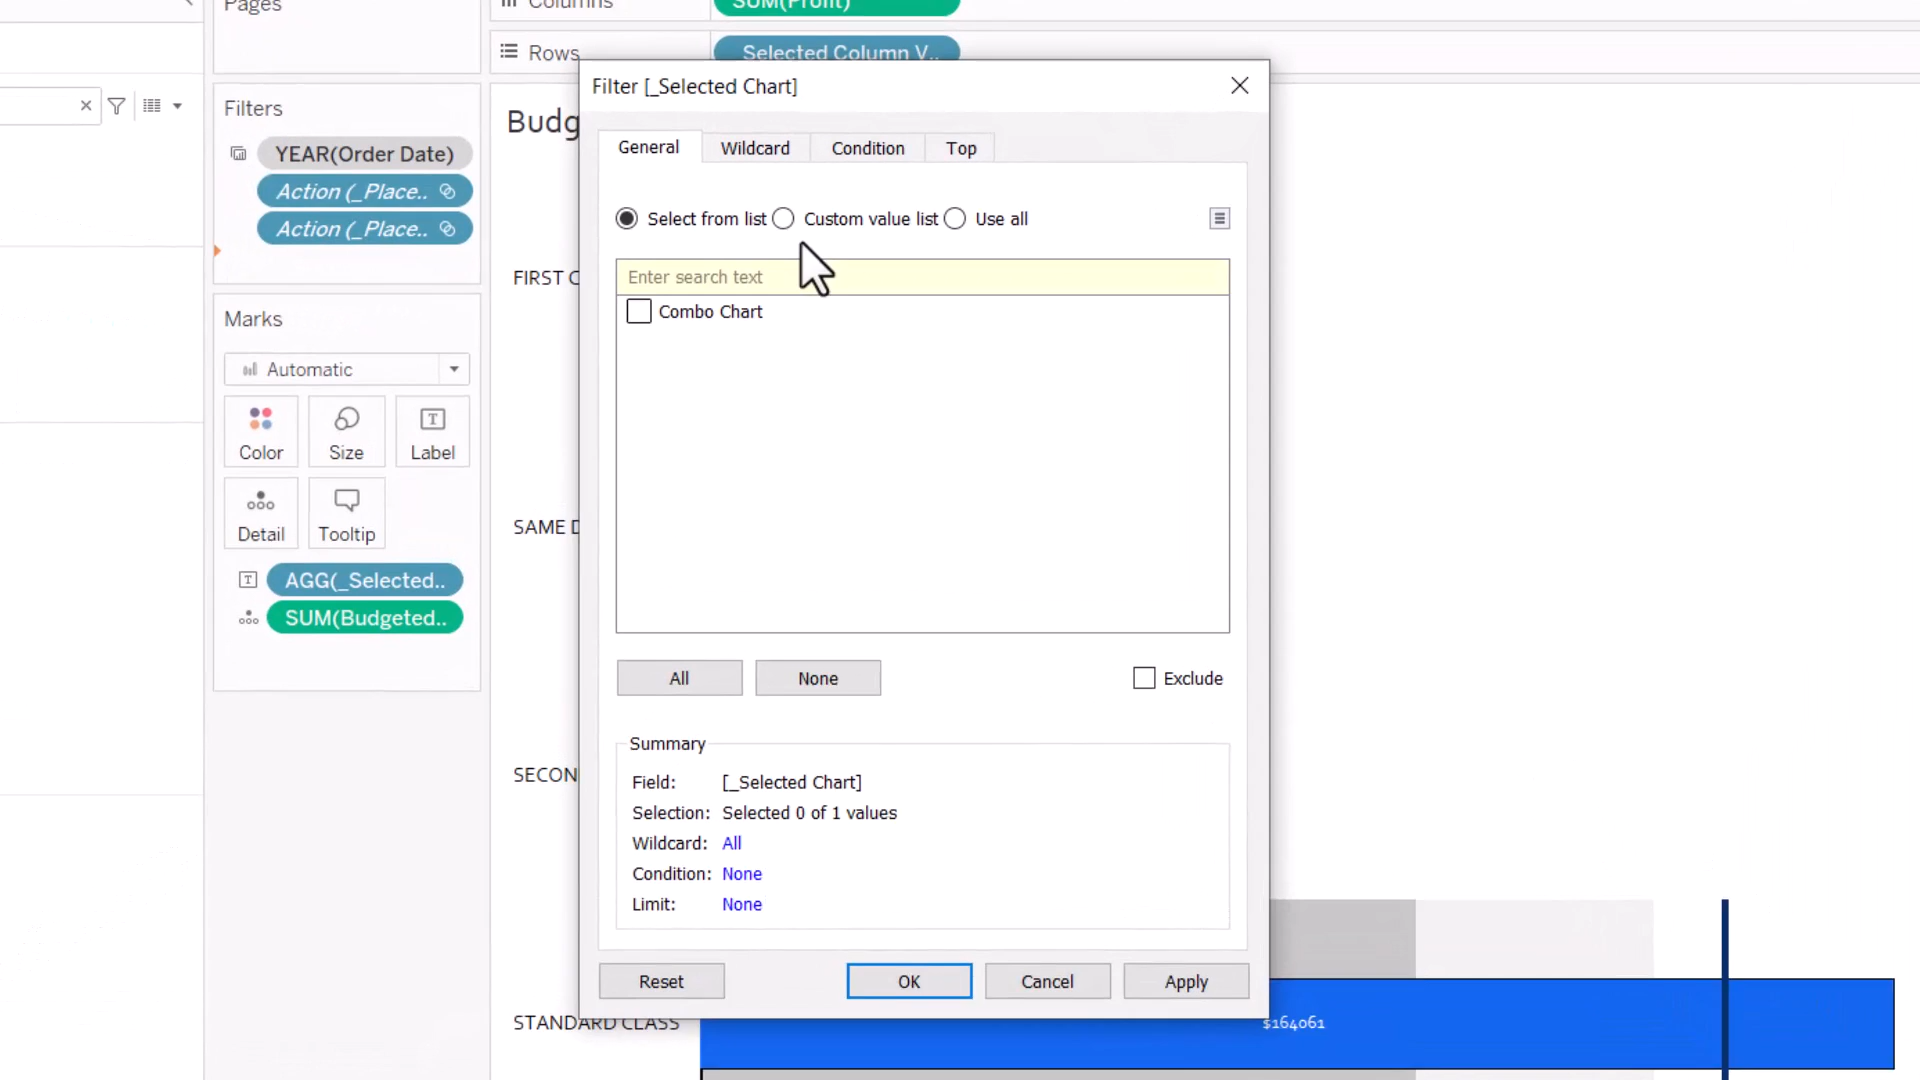 Pages
Columns
SUM(Profit)
Rows
Selected Column V..
Filters
YEAR(Order Date)
Action (_Place..
Action (_Place..
Marks
Automatic
Color
Size
Label
Detail
Tooltip
AGG(_Selected..
SUM(Budgeted..
Budg
FIRST C
SAME D
SECON
STANDARD CLASS
$164061
Filter [_Selected Chart]
General
Wildcard
Condition
Top
Select from list
Custom value list
Use all
Enter search text
Combo Chart
All
None
Exclude
Summary
Field: [_Selected Chart]
Selection: Selected 0 of 1 values
Wildcard: All
Condition: None
Limit: None
Reset
OK
Cancel
Apply